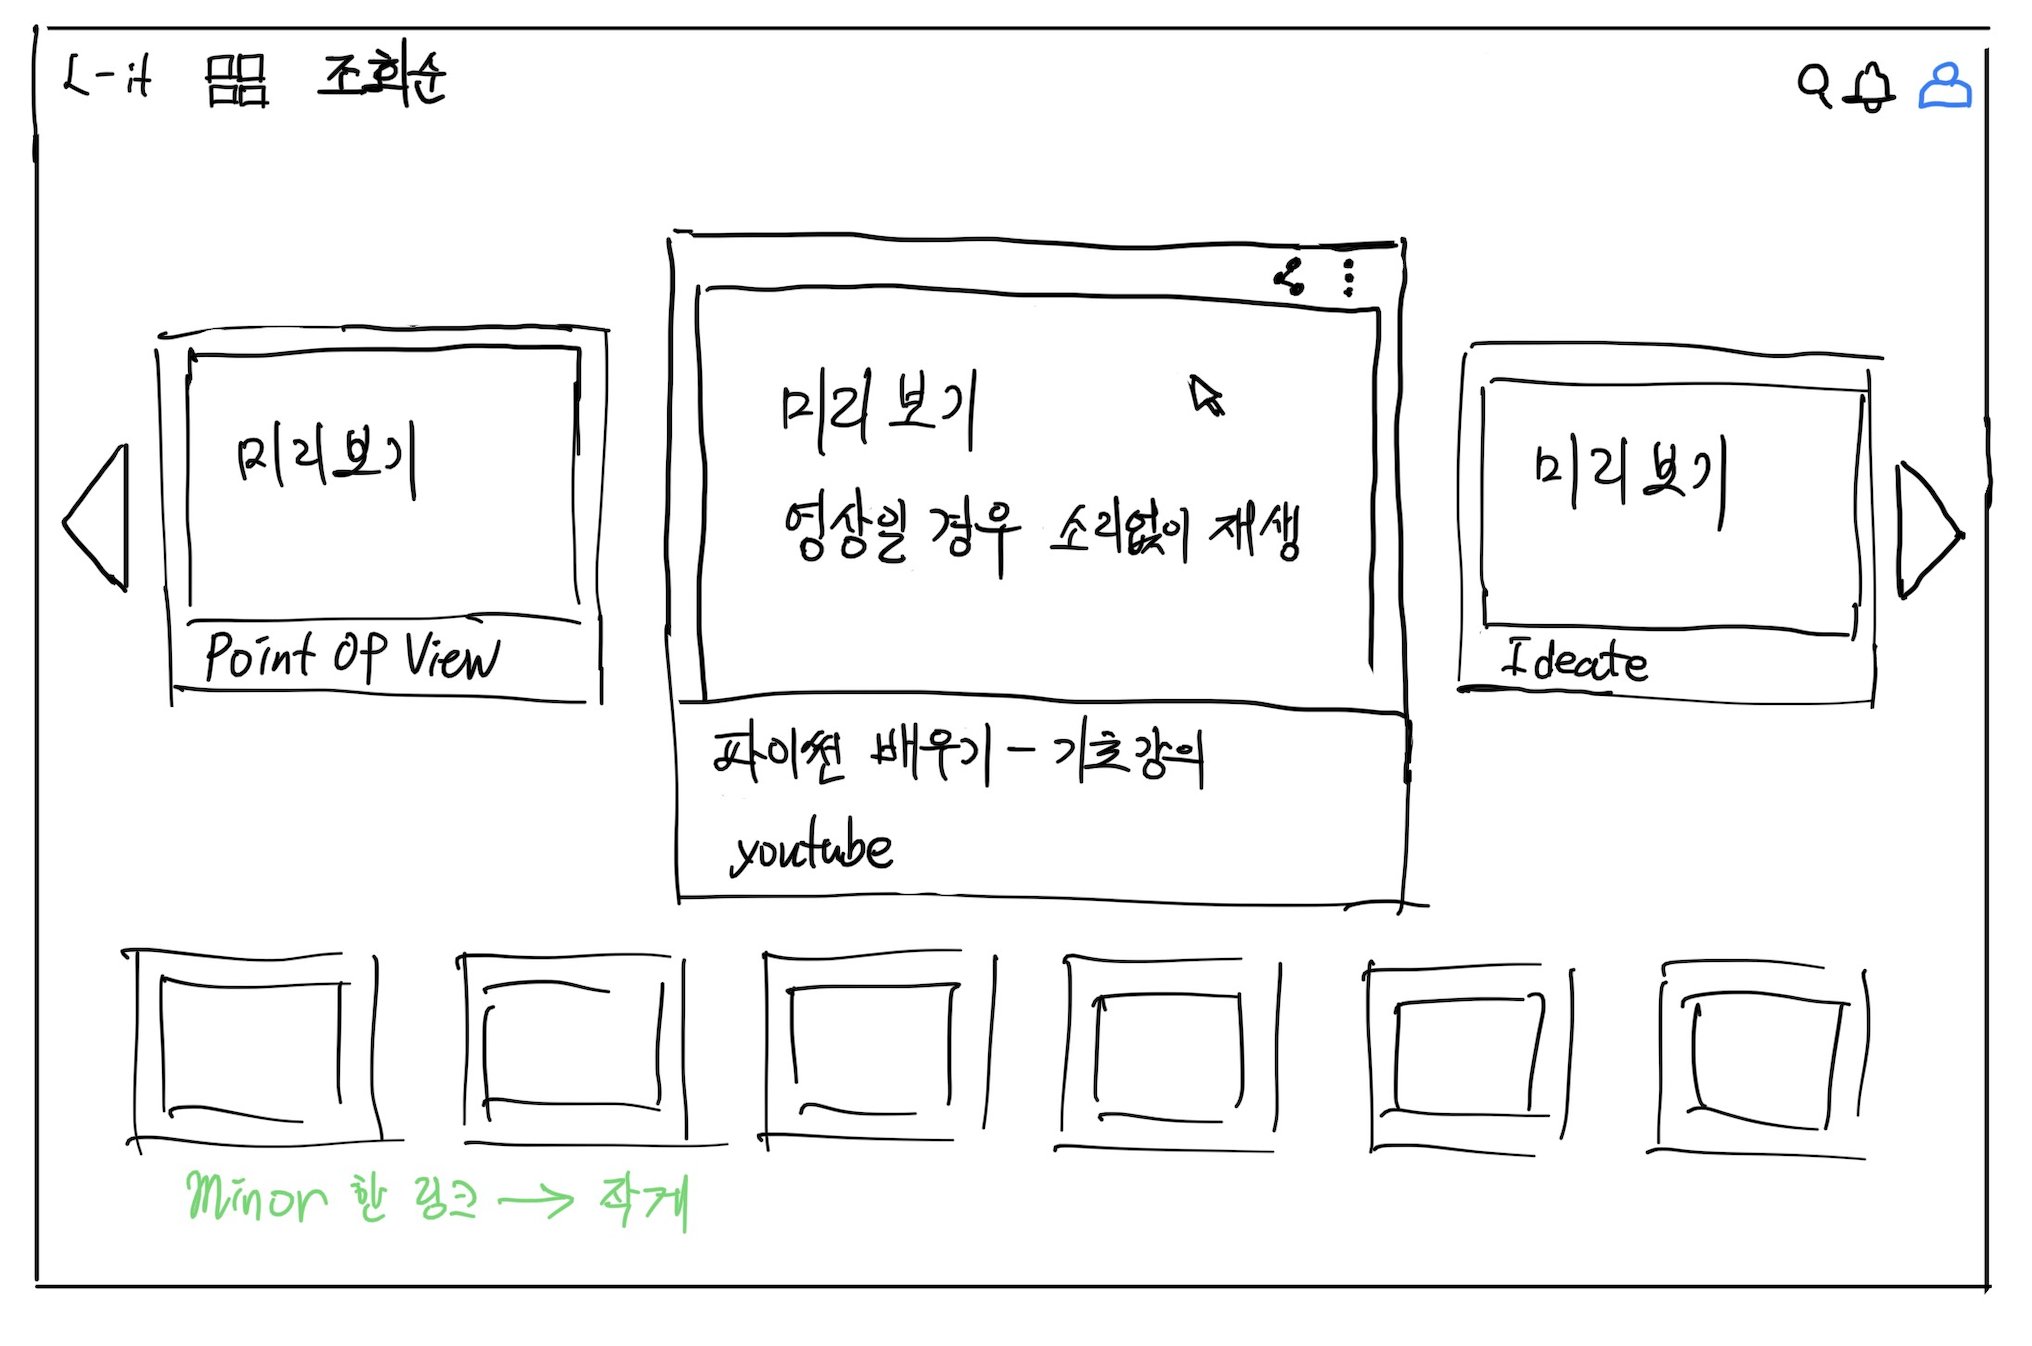 L-it 조회순
미리보기
미리보기
영상일 경우 소리없이 재생
미리보기
Point OP View
Ideate
파이썬 배우기 - 기초강의
youtube
Minor 한 링크 → 작게